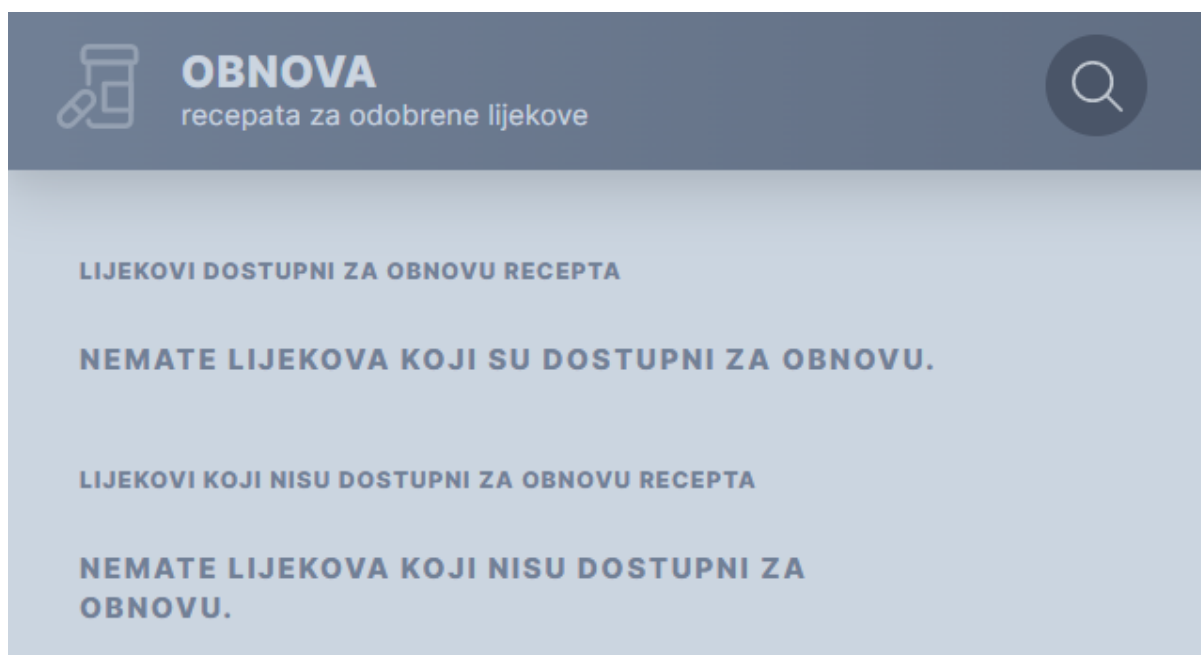 OBNOVA
recepata za odobrene lijekove
LIJEKOVI DOSTUPNI ZA OBNOVU RECEPTA
NEMATE LIJEKOVA KOJI SU DOSTUPNI ZA OBNOVU.
LIJEKOVI KOJI NISU DOSTUPNI ZA OBNOVU RECEPTA
NEMATE LIJEKOVA KOJI NISU DOSTUPNI ZA
OBNOVU.